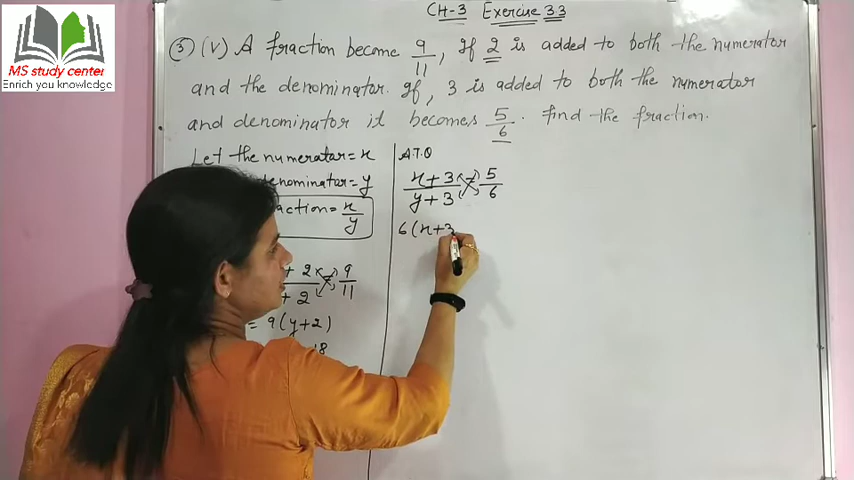 MS study center
Enrich you knowledge
CH-3 Exercise 3.3
③ (V) A fraction become 9/11, If 2 is added to both the numerator
and the denominator. If, 3 is added to both the numerator
and denominator it becomes 5/6. find the fraction.
Let the numerator = x
denominator = y
= x/y
+ 2 = 9
+ 2 11
= 9(y+2)
18
A.T.Q
x+3 = 5
y+3 6
6(x+3